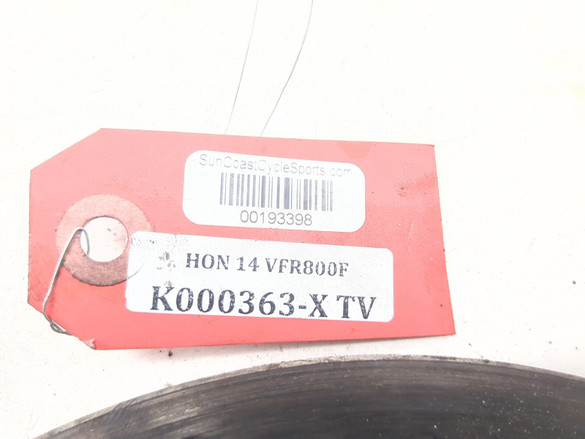 SunCoastCycleSports.com
00193398
HON 14 VFR800F
K000363-X TV